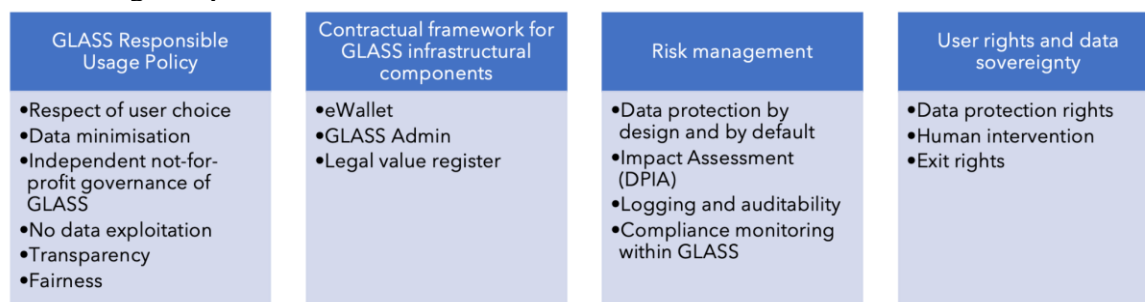 GLASS Responsible
Usage Policy
•Respect of user choice
•Data minimisation
•Independent not-for-
profit governance of
GLASS
•No data exploitation
•Transparency
•Fairness
Contractual framework for
GLASS infrastructural
components
•eWallet
•GLASS Admin
•Legal value register
Risk management
•Data protection by
design and by default
•Impact Assessment
(DPIA)
•Logging and auditability
•Compliance monitoring
within GLASS
User rights and data
sovereignty
•Data protection rights
•Human intervention
•Exit rights